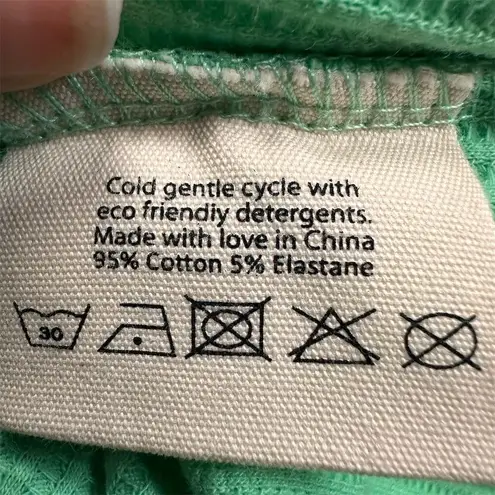 Cold gentle cycle with
eco friendly detergents.
Made with love in China
95% Cotton 5% Elastane
30